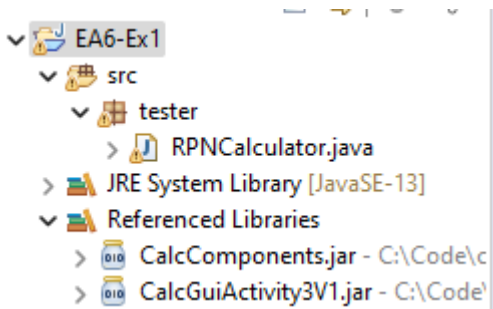 EA6-Ex1
src
tester
RPNCalculator.java
JRE System Library [JavaSE-13]
Referenced Libraries
CalcComponents.jar - C:\Code\c
CalcGuiActivity3V1.jar - C:\Code\